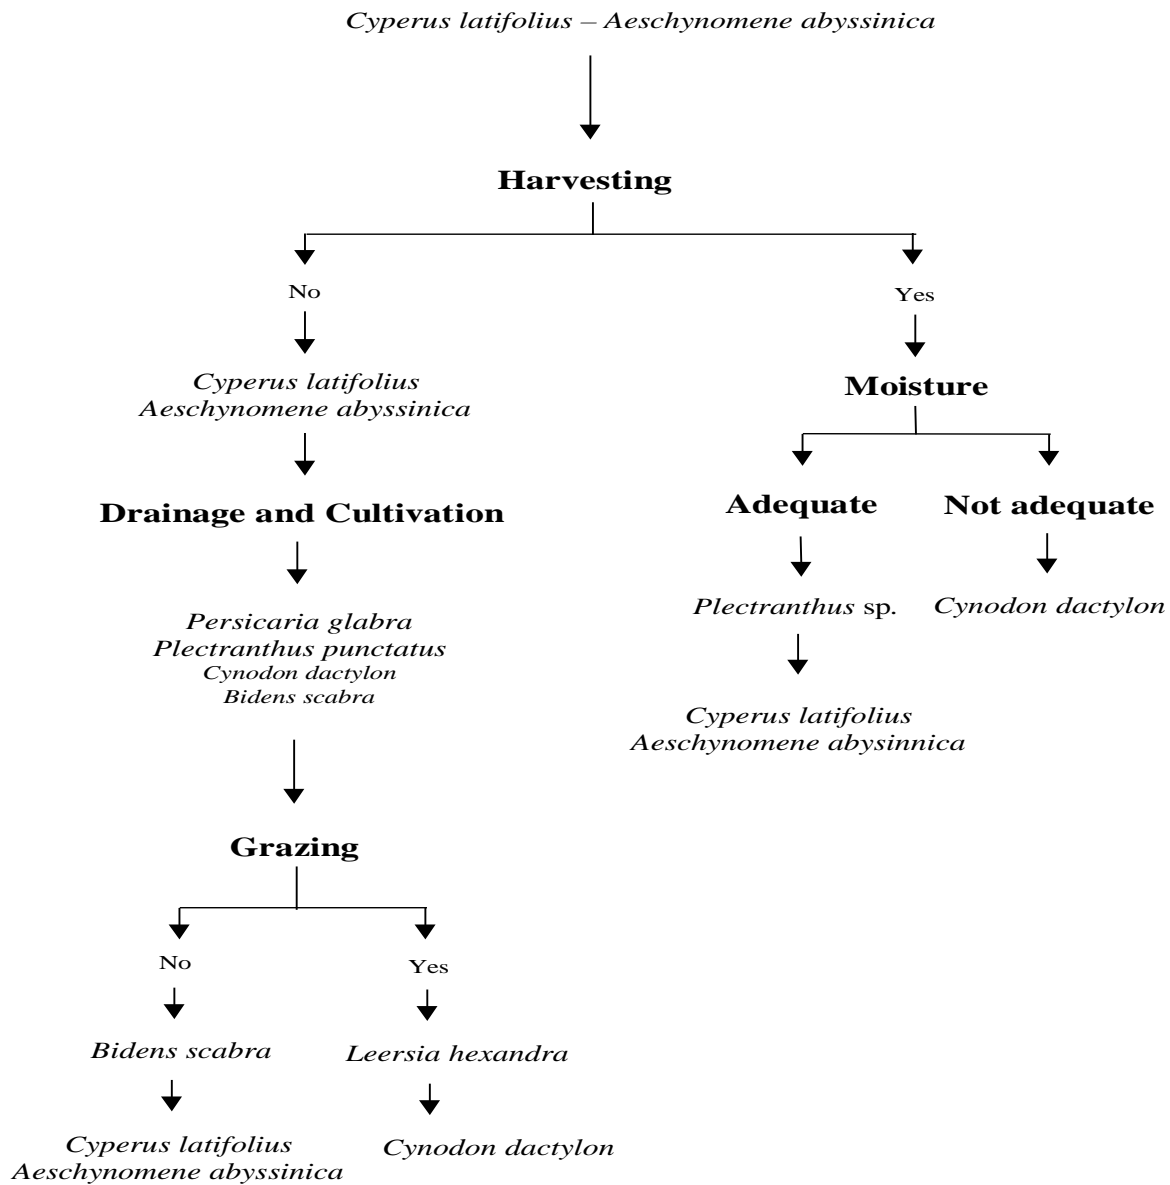 Cyperus latifolius – Aeschynomene abyssinica
Harvesting
No
Yes
Cyperus latifolius
Aeschynomene abyssinica
Moisture
Drainage and Cultivation
Adequate
Not adequate
Persicaria glabra
Plectranthus punctatus
Cynodon dactylon
Bidens scabra
Plectranthus sp.
Cynodon dactylon
Cyperus latifolius
Aeschynomene abysinnica
Grazing
No
Yes
Bidens scabra
Leersia hexandra
Cyperus latifolius
Aeschynomene abyssinica
Cynodon dactylon